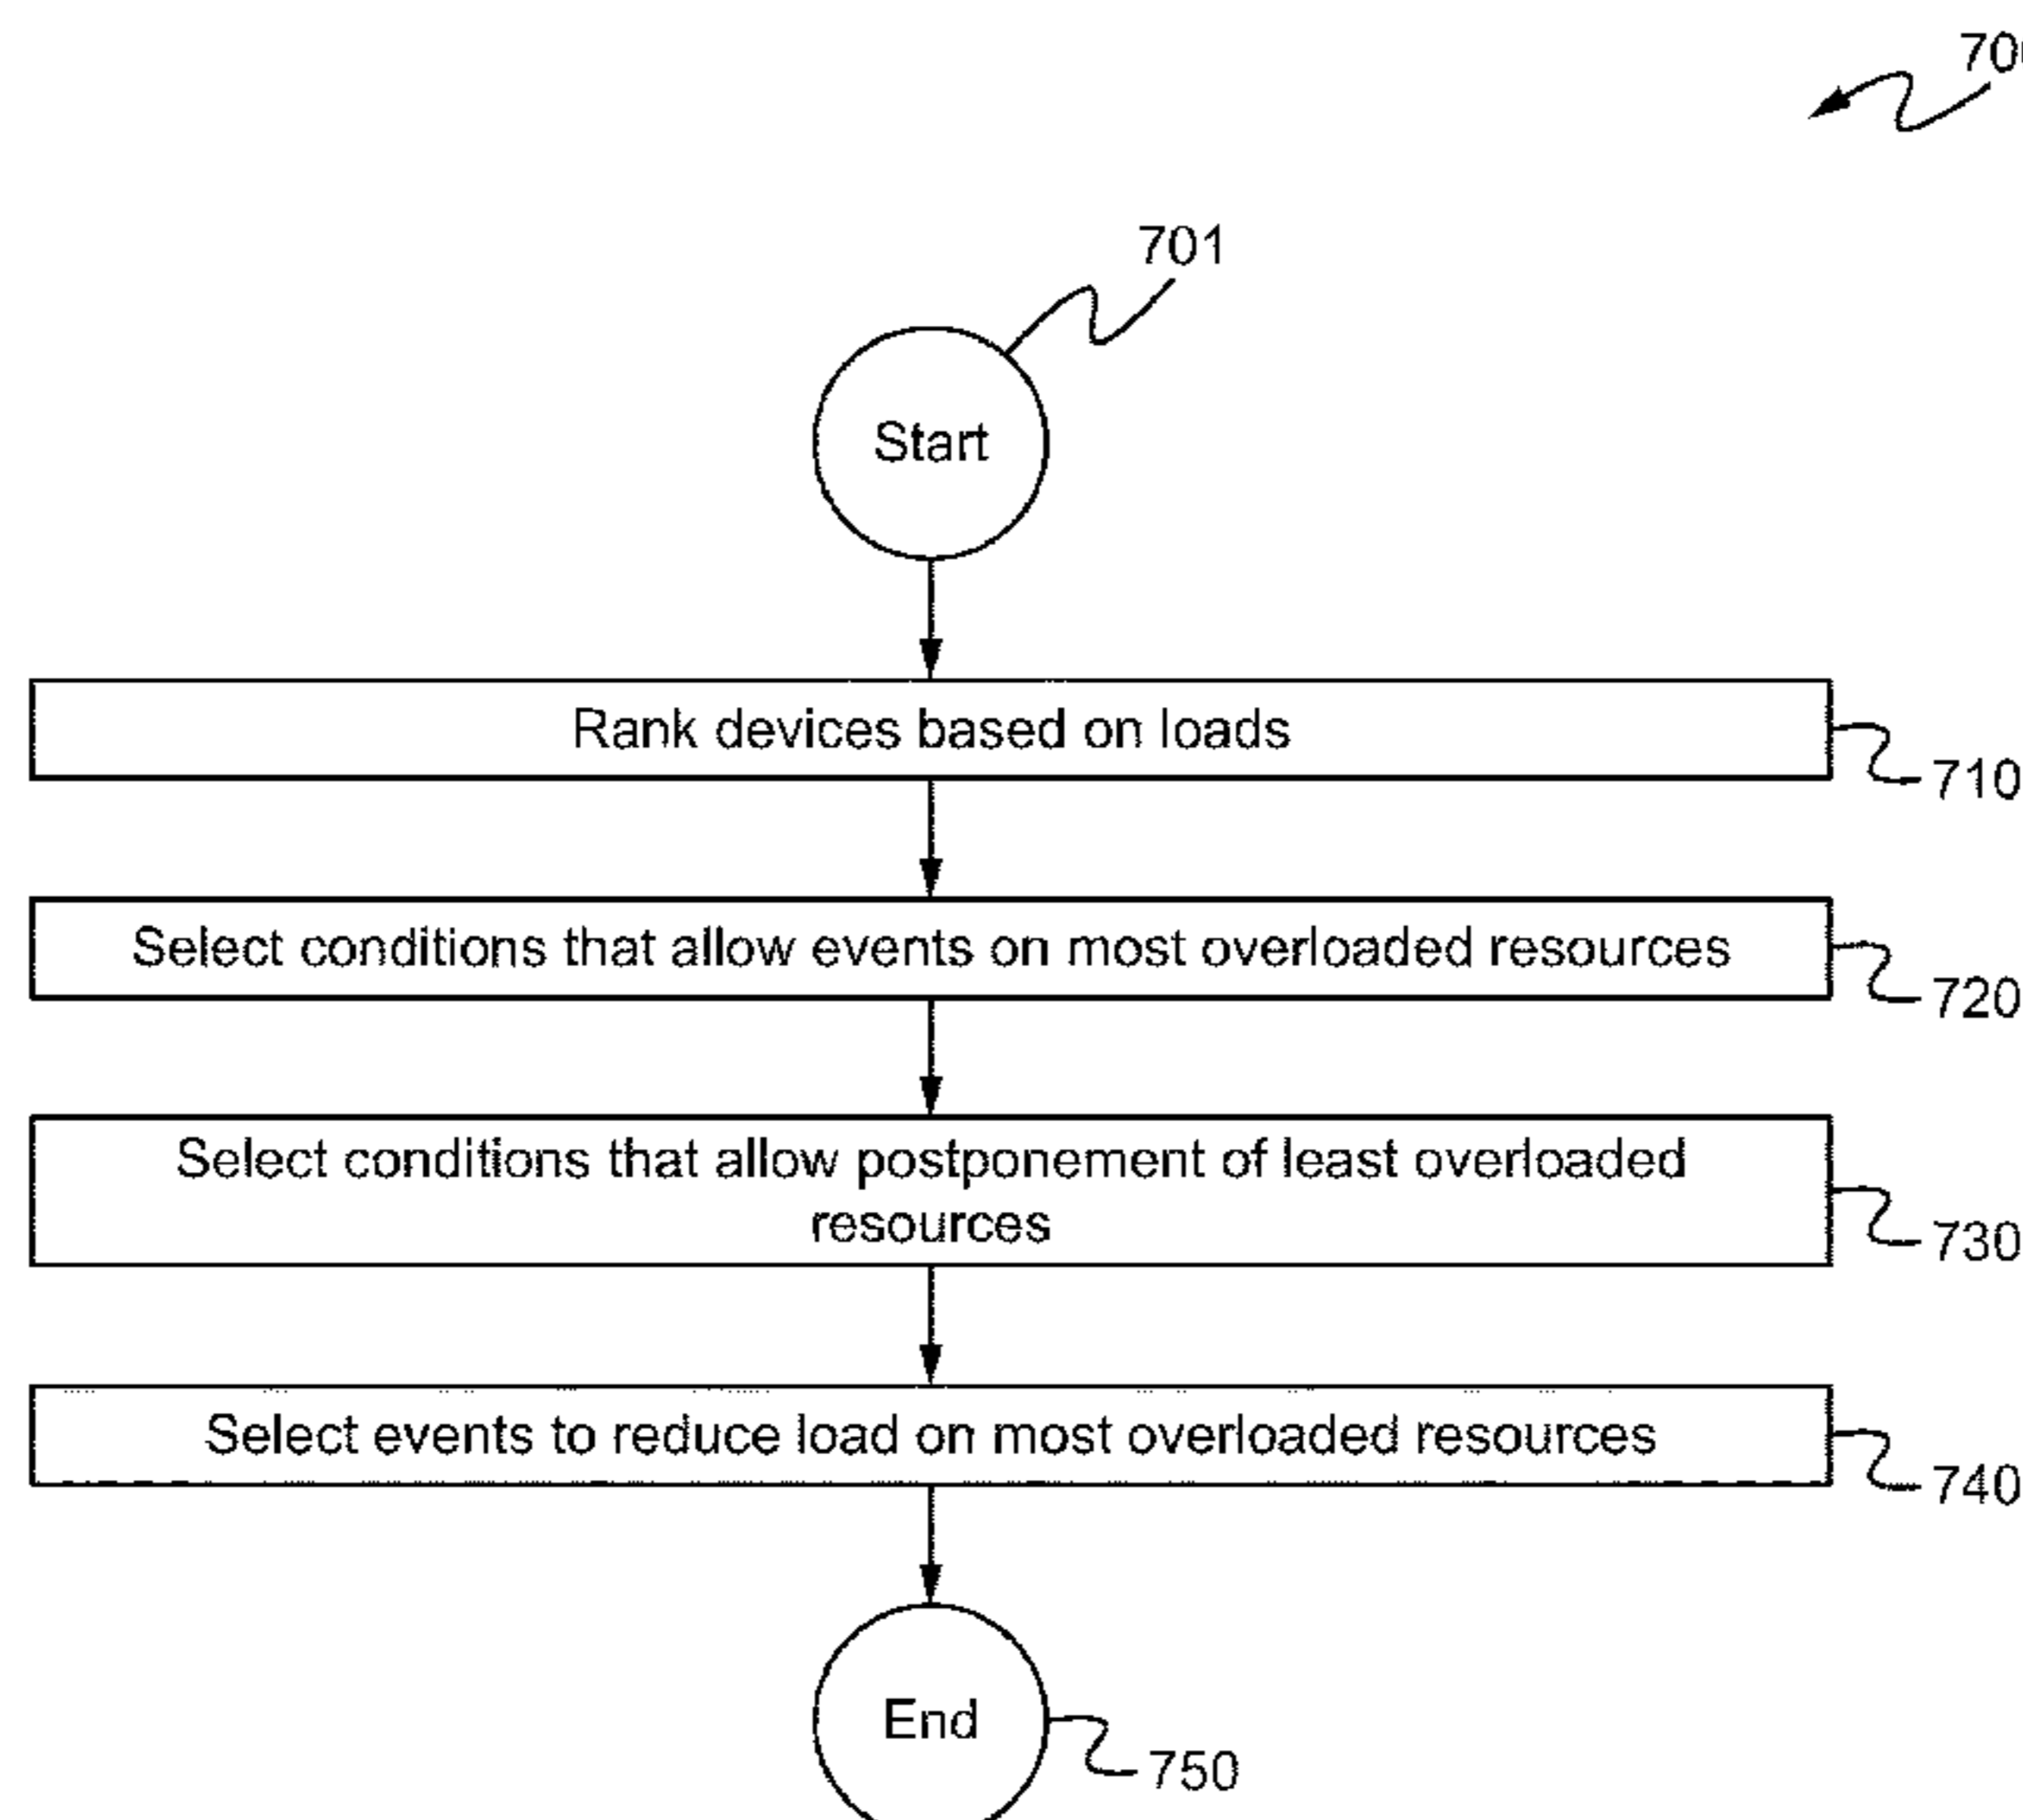 701
Start
Rank devices based on loads
710
Select conditions that allow events on most overloaded resources
720
Select conditions that allow postponement of least overloaded
resources
730
Select events to reduce load on most overloaded resources
740
End
750